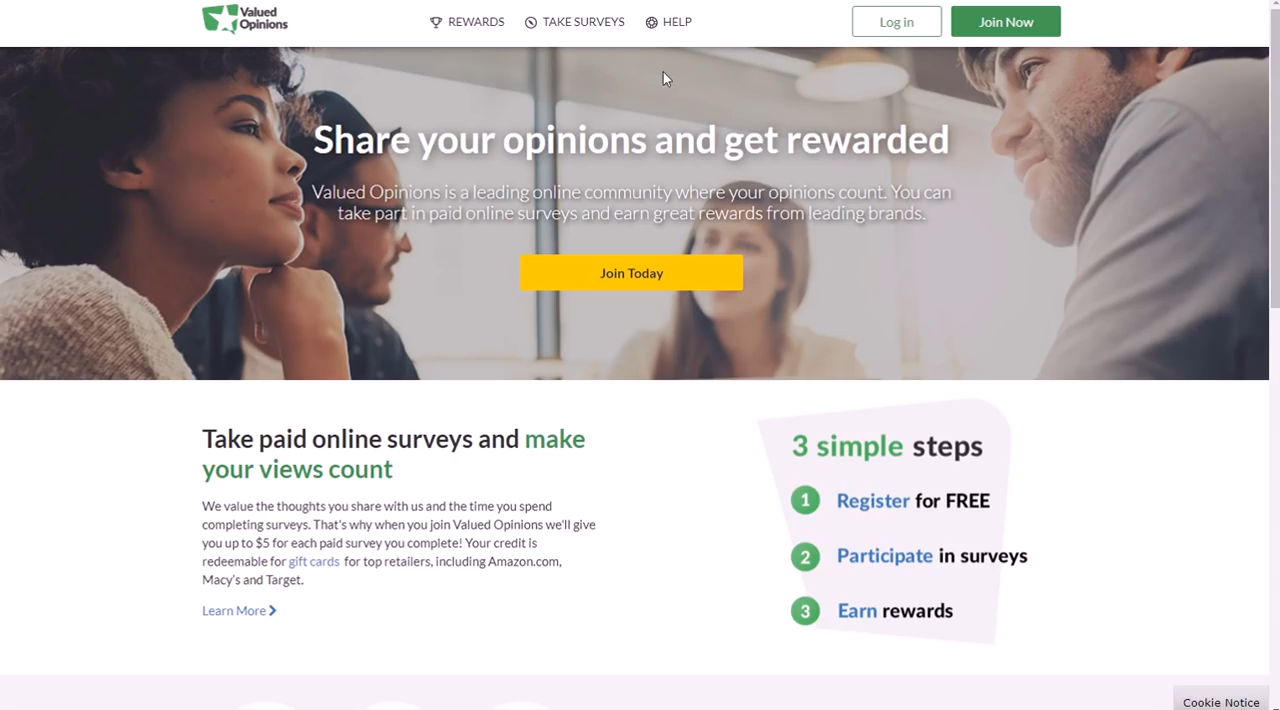 Valued
Opinions
REWARDS
TAKE SURVEYS
HELP
Log in
Join Now
Share your opinions and get rewarded
Valued Opinions is a leading online community where your opinions count. You can
take part in paid online surveys and earn great rewards from leading brands.
Join Today
Take paid online surveys and make
your views count
We value the thoughts you share with us and the time you spend
completing surveys. That's why when you join Valued Opinions we'll give
you up to $5 for each paid survey you complete! Your credit is
redeemable for gift cards for top retailers, including Amazon.com,
Macy's and Target.
Learn More
3 simple steps
1 Register for FREE
2 Participate in surveys
3 Earn rewards
Cookie Notice